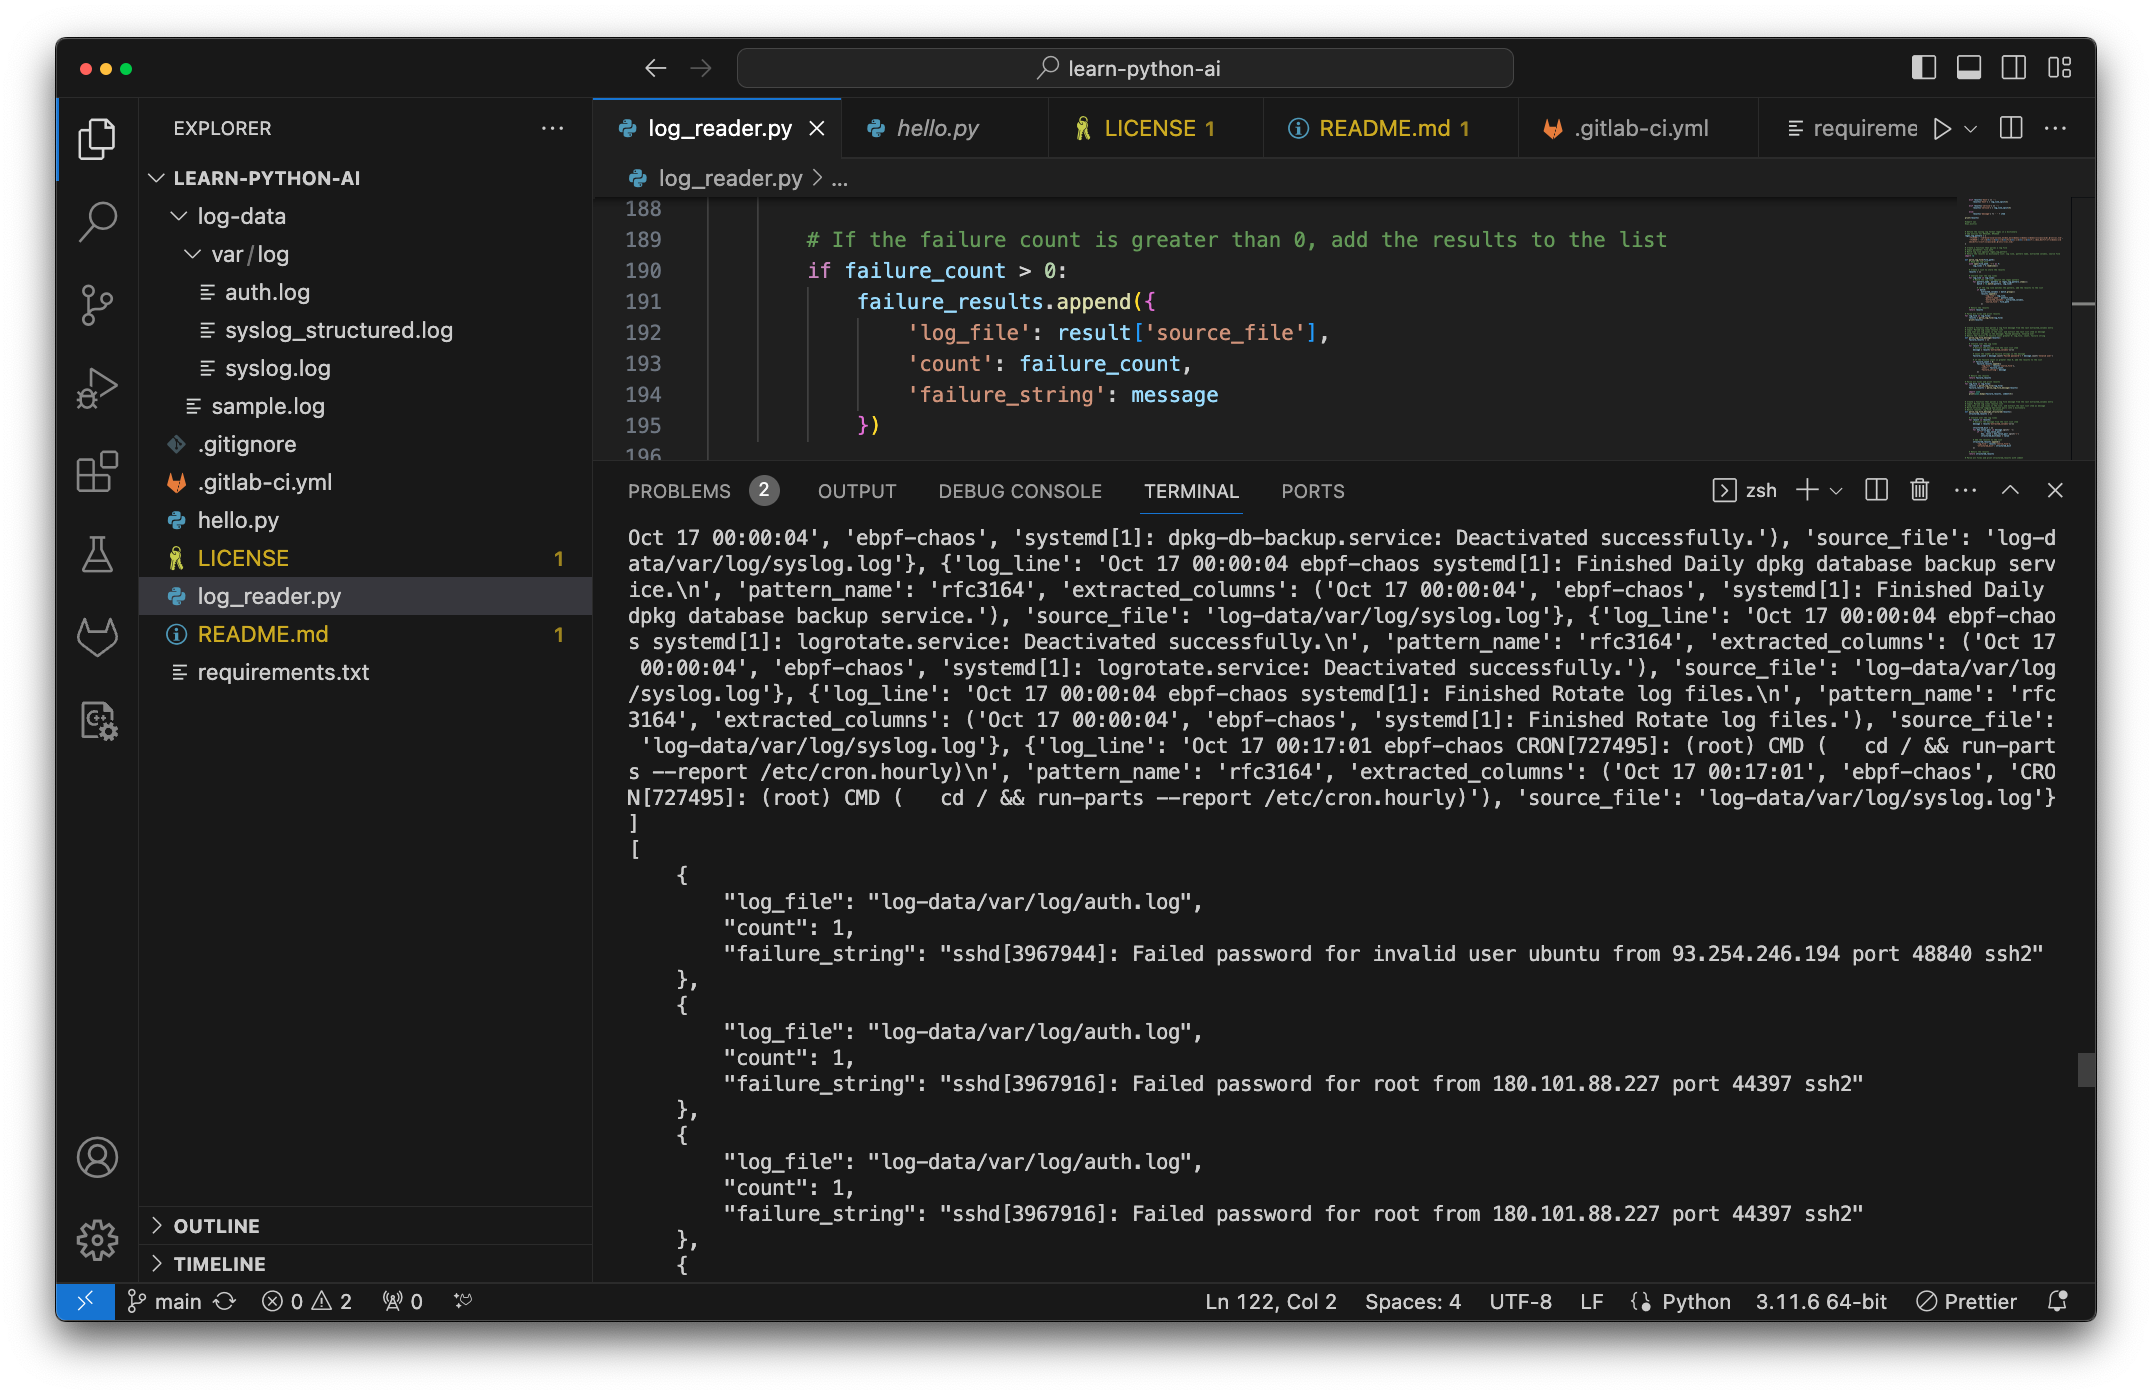 learn-python-ai
EXPLORER
LEARN-PYTHON-AI
log-data
var/log
auth.log
syslog_structured.log
syslog.log
sample.log
.gitignore
.gitlab-ci.yml
hello.py
LICENSE 1
log_reader.py
README.md 1
requirements.txt
OUTLINE
TIMELINE
log_reader.py
hello.py
LICENSE 1
README.md 1
.gitlab-ci.yml
requireme
log_reader.py > ...
188
189 # If the failure count is greater than 0, add the results to the list
190 if failure_count > 0:
191 failure_results.append({
192 'log_file': result['source_file'],
193 'count': failure_count,
194 'failure_string': message
195 })
196
PROBLEMS 2 OUTPUT DEBUG CONSOLE TERMINAL PORTS
zsh
Oct 17 00:00:04', 'ebpf-chaos', 'systemd[1]: dpkg-db-backup.service: Deactivated successfully.'), 'source_file': 'log-d
ata/var/log/syslog.log'}, {'log_line': 'Oct 17 00:00:04 ebpf-chaos systemd[1]: Finished Daily dpkg database backup serv
ice.\n', 'pattern_name': 'rfc3164', 'extracted_columns': ('Oct 17 00:00:04', 'ebpf-chaos', 'systemd[1]: Finished Daily
dpkg database backup service.'), 'source_file': 'log-data/var/log/syslog.log'}, {'log_line': 'Oct 17 00:00:04 ebpf-chao
s systemd[1]: logrotate.service: Deactivated successfully.\n', 'pattern_name': 'rfc3164', 'extracted_columns': ('Oct 17
00:00:04', 'ebpf-chaos', 'systemd[1]: logrotate.service: Deactivated successfully.'), 'source_file': 'log-data/var/log
/syslog.log'}, {'log_line': 'Oct 17 00:00:04 ebpf-chaos systemd[1]: Finished Rotate log files.\n', 'pattern_name': 'rfc
3164', 'extracted_columns': ('Oct 17 00:00:04', 'ebpf-chaos', 'systemd[1]: Finished Rotate log files.'), 'source_file':
'log-data/var/log/syslog.log'}, {'log_line': 'Oct 17 00:17:01 ebpf-chaos CRON[727495]: (root) CMD (   cd / && run-part
s --report /etc/cron.hourly)\n', 'pattern_name': 'rfc3164', 'extracted_columns': ('Oct 17 00:17:01', 'ebpf-chaos', 'CRO
N[727495]: (root) CMD (   cd / && run-parts --report /etc/cron.hourly)'), 'source_file': 'log-data/var/log/syslog.log'}
]
[
{
"log_file": "log-data/var/log/auth.log",
"count": 1,
"failure_string": "sshd[3967944]: Failed password for invalid user ubuntu from 93.254.246.194 port 48840 ssh2"
},
{
"log_file": "log-data/var/log/auth.log",
"count": 1,
"failure_string": "sshd[3967916]: Failed password for root from 180.101.88.227 port 44397 ssh2"
},
{
"log_file": "log-data/var/log/auth.log",
"count": 1,
"failure_string": "sshd[3967916]: Failed password for root from 180.101.88.227 port 44397 ssh2"
},
{
main 0 2 0
Ln 122, Col 2 Spaces: 4 UTF-8 LF Python 3.11.6 64-bit Prettier